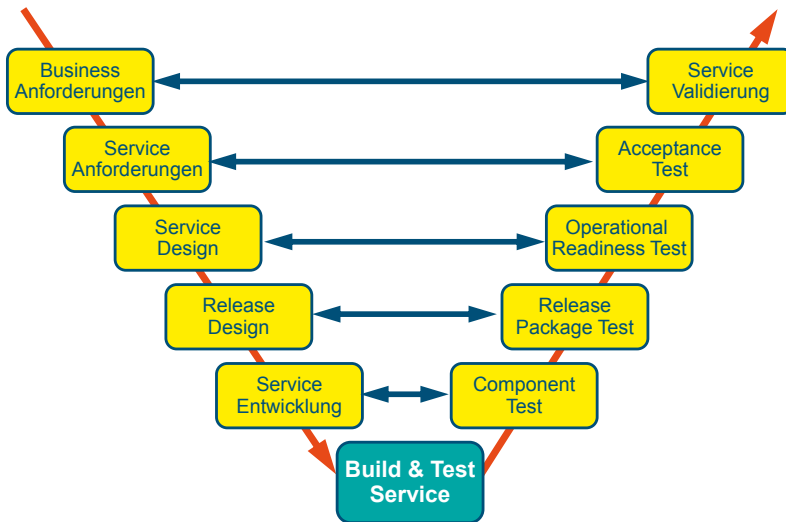 Business
Anforderungen
Service
Validierung
Service
Anforderungen
Acceptance
Test
Service
Design
Operational
Readiness Test
Release
Design
Release
Package Test
Service
Entwicklung
Component
Test
Build & Test
Service